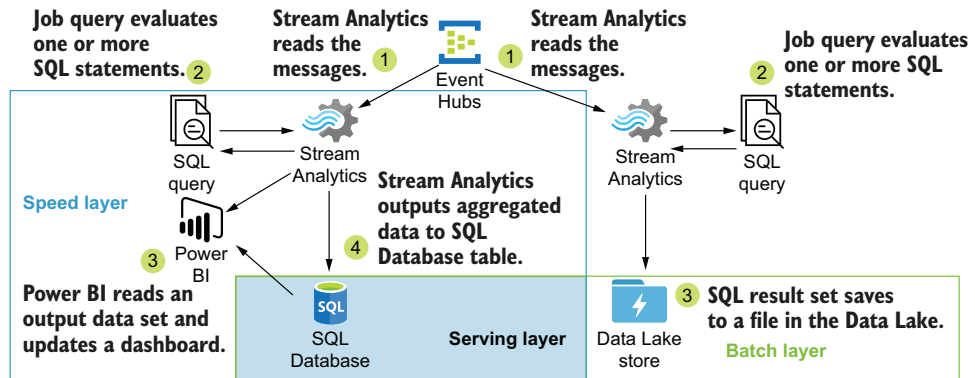 Job query evaluates
one or more
SQL statements.
2
Stream Analytics
reads the
messages.
1
Event
Hubs
1
Stream Analytics
reads the
messages.
Job query evaluates
one or more SQL
statements.
2
SQL
query
Stream
Analytics
Stream
Analytics
SQL
query
Speed layer
Power
BI
3
Power BI reads an
output data set and
updates a dashboard.
4
Stream Analytics
outputs aggregated
data to SQL
Database table.
SQL
SQL
Database
Serving layer
Data Lake
store
3
SQL result set saves
to a file in the Data Lake.
Batch layer